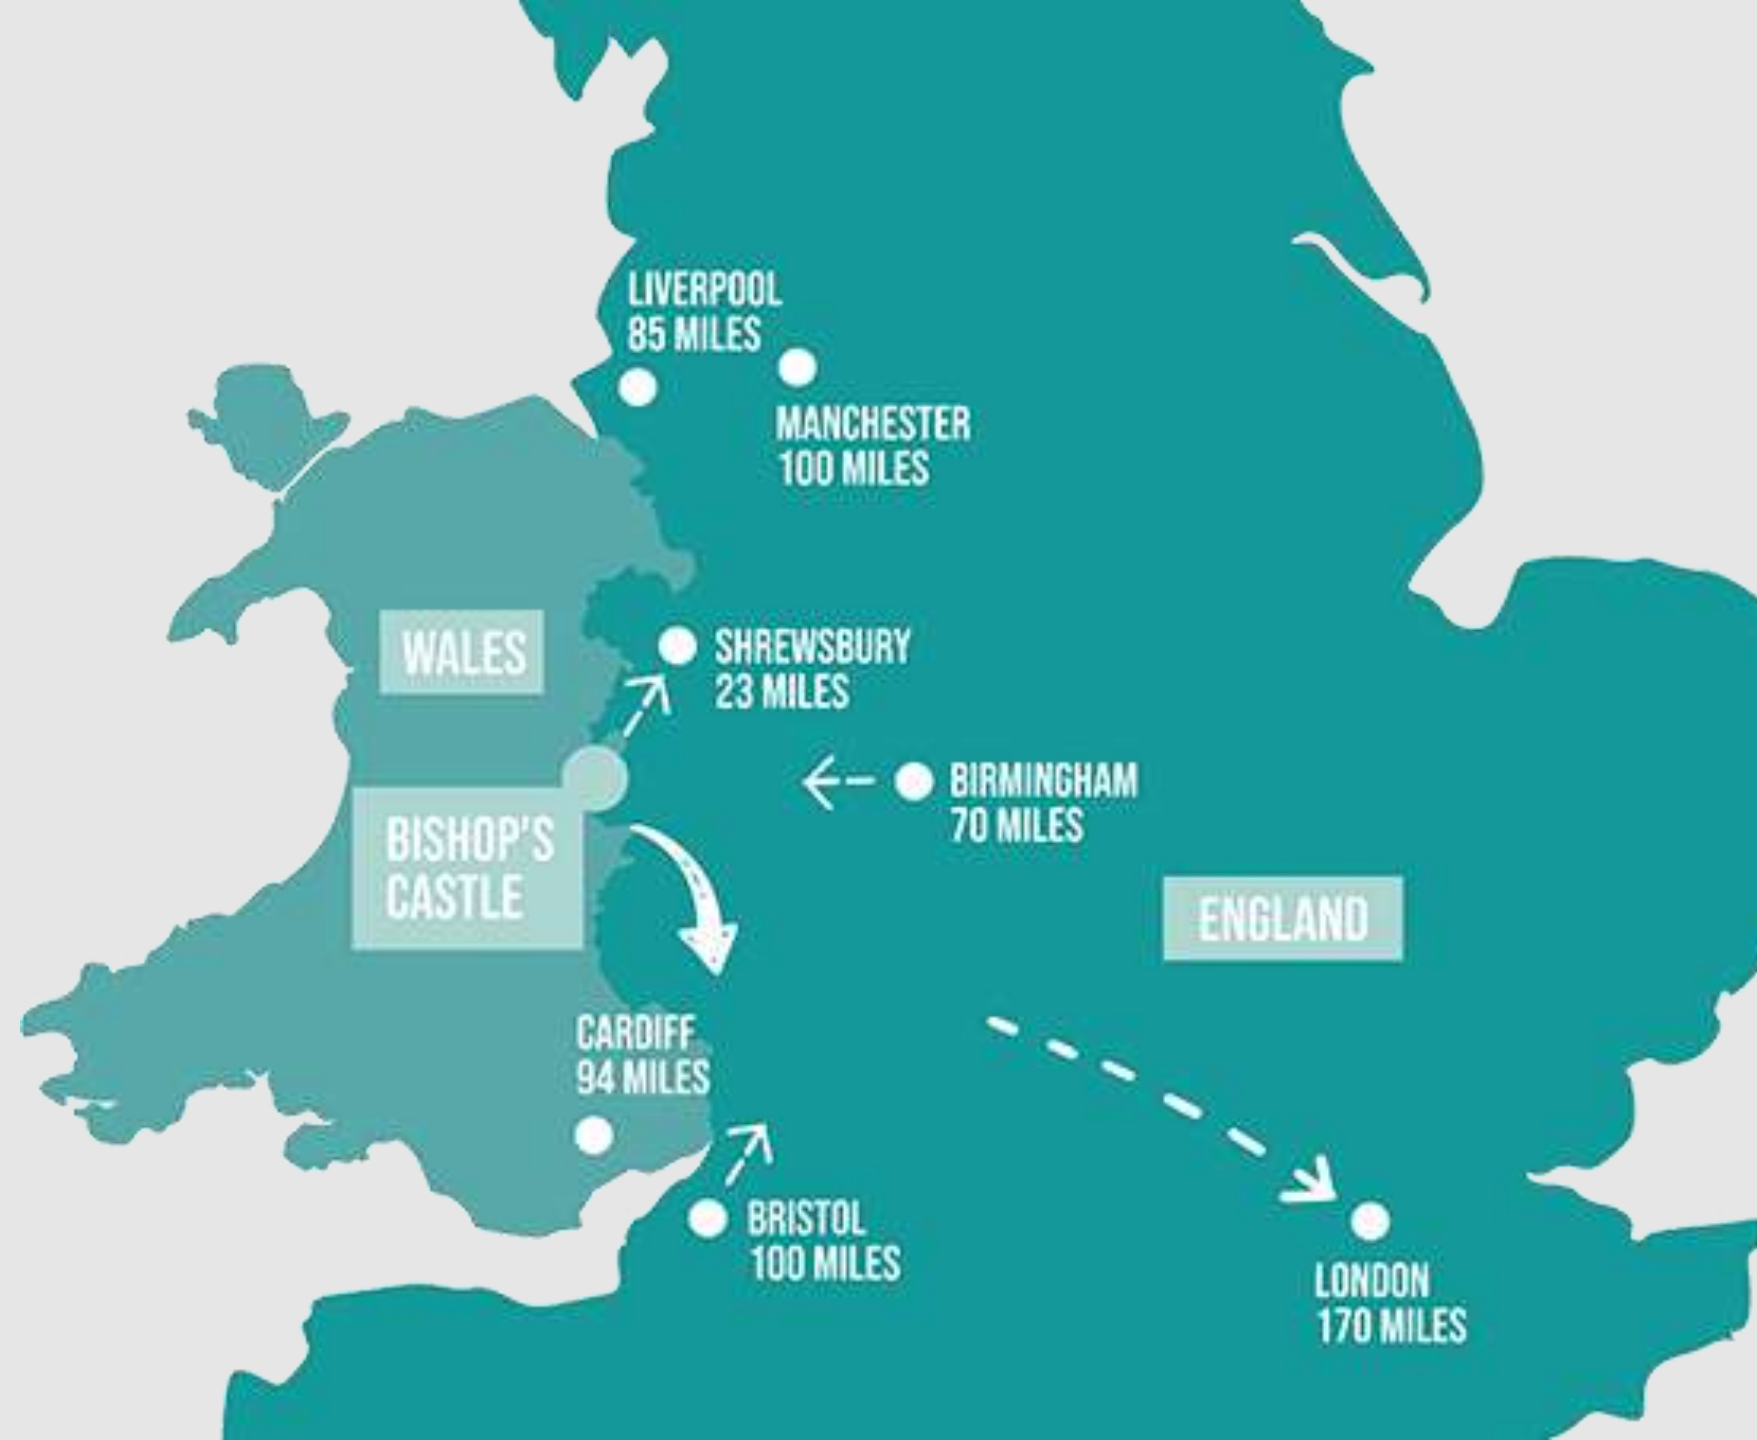 LIVERPOOL
85 MILES
MANCHESTER
100 MILES
WALES
SHREWSBURY
23 MILES
BIRMINGHAM
70 MILES
BISHOP'S
CASTLE
ENGLAND
CARDIFF
94 MILES
BRISTOL
100 MILES
LONDON
170 MILES